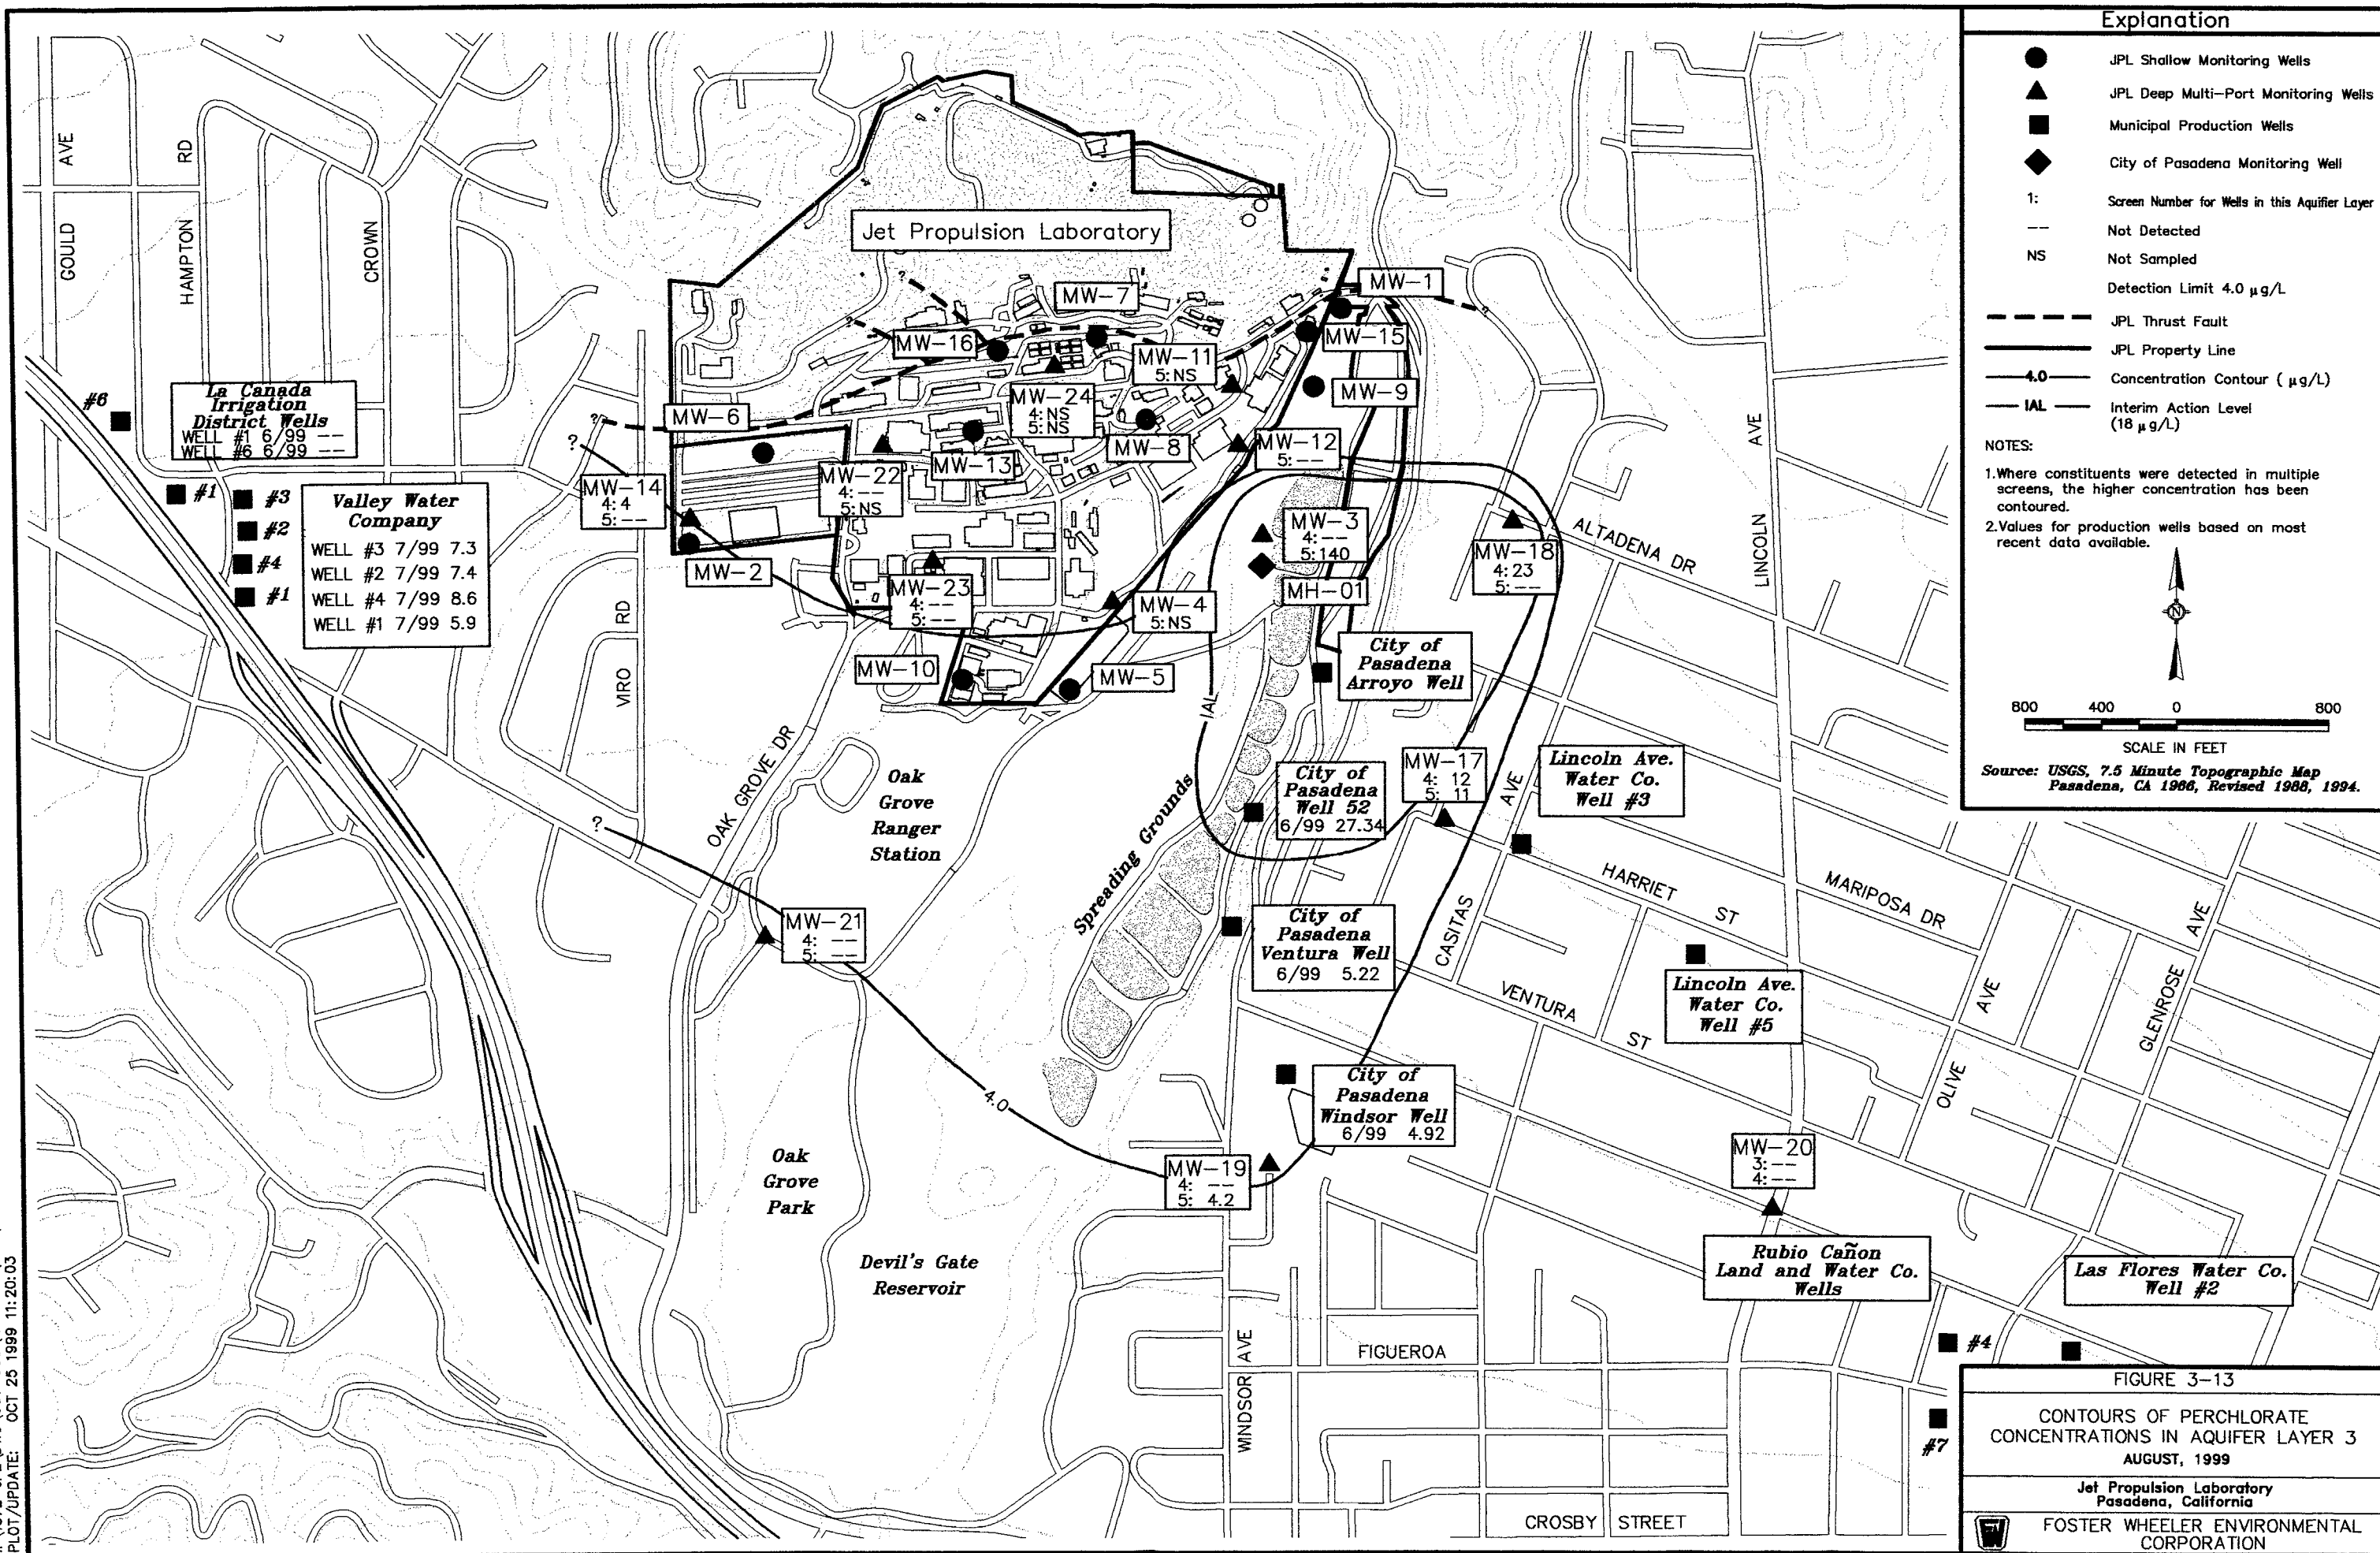 Explanation
JPL Shallow Monitoring Wells
JPL Deep Multi-Port Monitoring Wells
Municipal Production Wells
City of Pasadena Monitoring Well
1: Screen Number for Wells in this Aquifier Layer
-- Not Detected
NS Not Sampled
Detection Limit 4.0 µg/L
JPL Thrust Fault
JPL Property Line
4.0 Concentration Contour ( µg/L)
IAL Interim Action Level
(18 µg/L)
NOTES:
1.Where constituents were detected in multiple
screens, the higher concentration has been
contoured.
2.Values for production wells based on most
recent data available.
N
800 400 0 800
SCALE IN FEET
Source: USGS, 7.5 Minute Topographic Map
Pasadena, CA 1966, Revised 1988, 1994.
GOULD AVE
HAMPTON RD
CROWN
Jet Propulsion Laboratory
?
?
?
?
?
?
MW-1
MW-7
MW-16
MW-15
MW-11
5:NS
MW-9
MW-24
4:NS
5:NS
MW-6
MW-8
MW-12
5:--
MW-13
MW-22
4:--
5:NS
MW-14
4:4
5:--
MW-2
MW-3
4:--
5:140
MH-01
MW-18
4:23
5:--
MW-23
4:--
5:--
MW-4
5:NS
MW-10
MW-5
#6
La Canada
Irrigation
District Wells
WELL #1 6/99 --
WELL #6 6/99 --
#1
#3
#2
#4
#1
Valley Water
Company
WELL #3 7/99 7.3
WELL #2 7/99 7.4
WELL #4 7/99 8.6
WELL #1 7/99 5.9
VIRO RD
OAK GROVE DR
ALTADENA DR
LINCOLN AVE
City of
Pasadena
Arroyo Well
IAL
Oak
Grove
Ranger
Station
Spreading Grounds
City of
Pasadena
Well 52
6/99 27.34
MW-17
4: 12
5: 11
Lincoln Ave.
Water Co.
Well #3
CASITAS AVE
HARRIET ST
MARIPOSA DR
MW-21
4: --
5: --
City of
Pasadena
Ventura Well
6/99 5.22
VENTURA ST
Lincoln Ave.
Water Co.
Well #5
OLIVE AVE
GLENROSE AVE
4.0
City of
Pasadena
Windsor Well
6/99 4.92
MW-19
4: --
5: 4.2
MW-20
3:--
4:--
Oak
Grove
Park
Devil's Gate
Reservoir
Rubio Cañon
Land and Water Co.
Wells
Las Flores Water Co.
Well #2
#4
#7
WINDSOR AVE
FIGUEROA
CROSBY STREET
FIGURE 3-13
CONTOURS OF PERCHLORATE
CONCENTRATIONS IN AQUIFER LAYER 3
AUGUST, 1999
Jet Propulsion Laboratory
Pasadena, California
FOSTER WHEELER ENVIRONMENTAL
CORPORATION
PLOT/UPDATE: OCT 25 1999 11:20:03